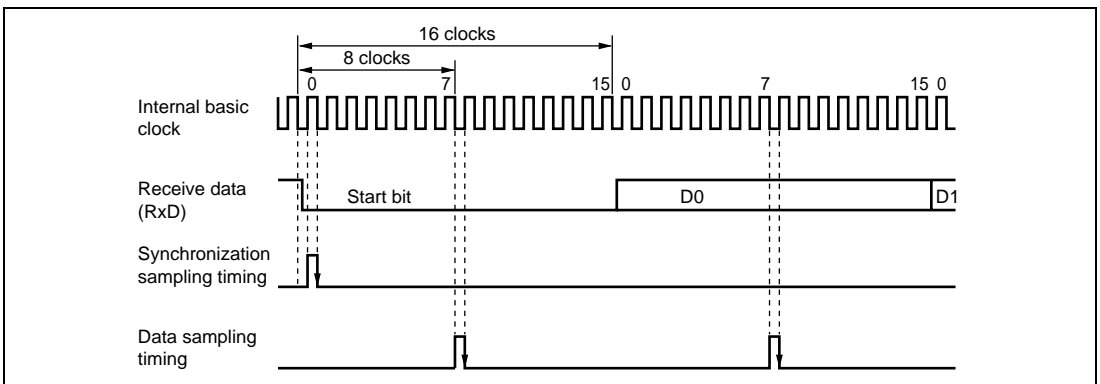 16 clocks
8 clocks
0 7 15 0 7 15 0
Internal basic
clock
Receive data
(RxD)
Start bit D0 D1
Synchronization
sampling timing
Data sampling
timing